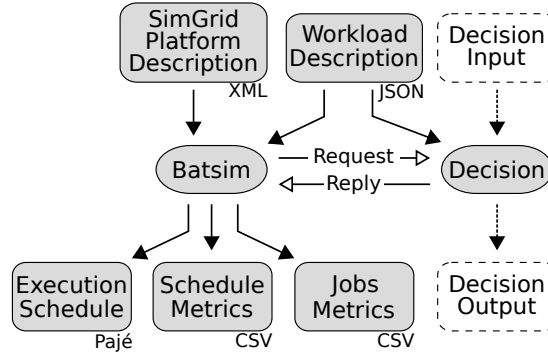 SimGrid
Platform
Description
XML
Workload
Description
JSON
Decision
Input
Batsim
Request
Reply
Decision
Execution
Schedule
Pajé
Schedule
Metrics
CSV
Jobs
Metrics
CSV
Decision
Output